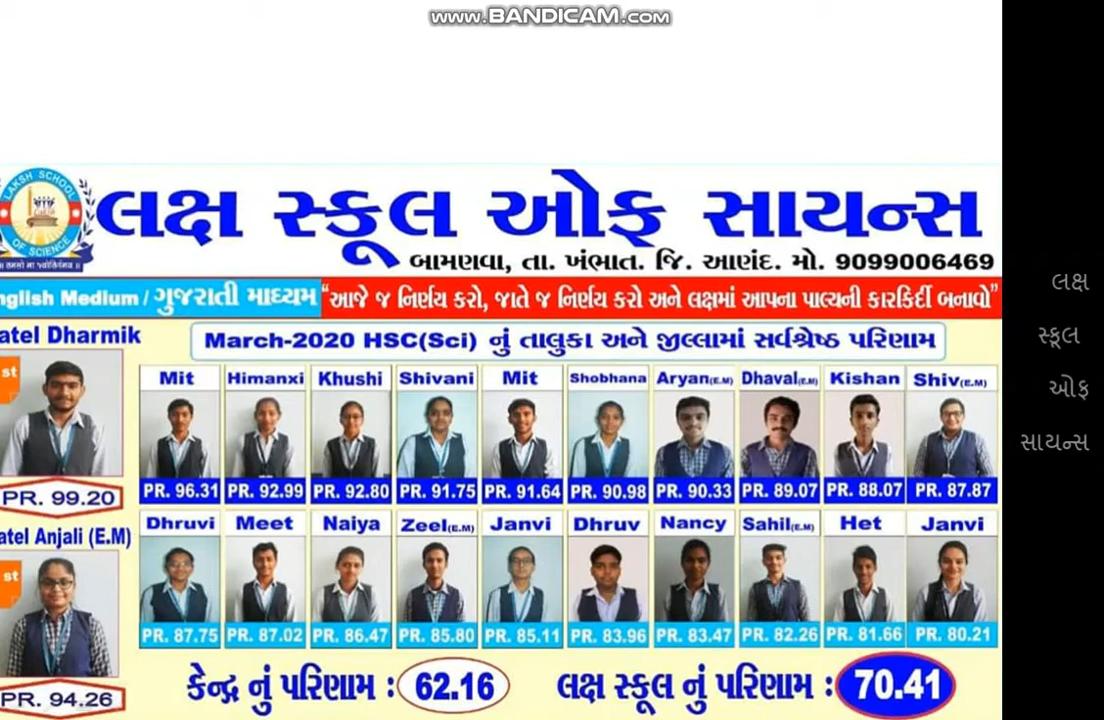 www.BANDICAM.com
LAKSH SCHOOL
OF SCIENCE
લક્ષ સ્કૂલ ઓફ સાયન્સ
બામણવા, તા. ખંભાત. જિ. આણંદ. મો. 9099006469
nglish Medium / ગુજરાતી માધ્યમ "આજે જ નિર્ણય કરો, જાતે જ નિર્ણય કરો અને લક્ષમાં આપના પાલ્યની કારકિર્દી બનાવો"
atel Dharmik
st
PR. 99.20
atel Anjali (E.M)
st
PR. 94.26
March-2020 HSC(Sci) નું તાલુકા અને જીલ્લામાં સર્વશ્રેષ્ઠ પરિણામ
Mit Himanxi Khushi Shivani Mit Shobhana Aryan(E.M) Dhaval(E.M) Kishan Shiv(E.M)
PR. 96.31 PR. 92.99 PR. 92.80 PR. 91.75 PR. 91.64 PR. 90.98 PR. 90.33 PR. 89.07 PR. 88.07 PR. 87.87
Dhruvi Meet Naiya Zeel(E.M) Janvi Dhruv Nancy Sahil(E.M) Het Janvi
PR. 87.75 PR. 87.02 PR. 86.47 PR. 85.80 PR. 85.11 PR. 83.96 PR. 83.47 PR. 82.26 PR. 81.66 PR. 80.21
કેન્દ્ર નું પરિણામ : 62.16 લક્ષ સ્કૂલ નું પરિણામ : 70.41
લક્ષ
સ્કૂલ
ઓફ
સાયન્સ